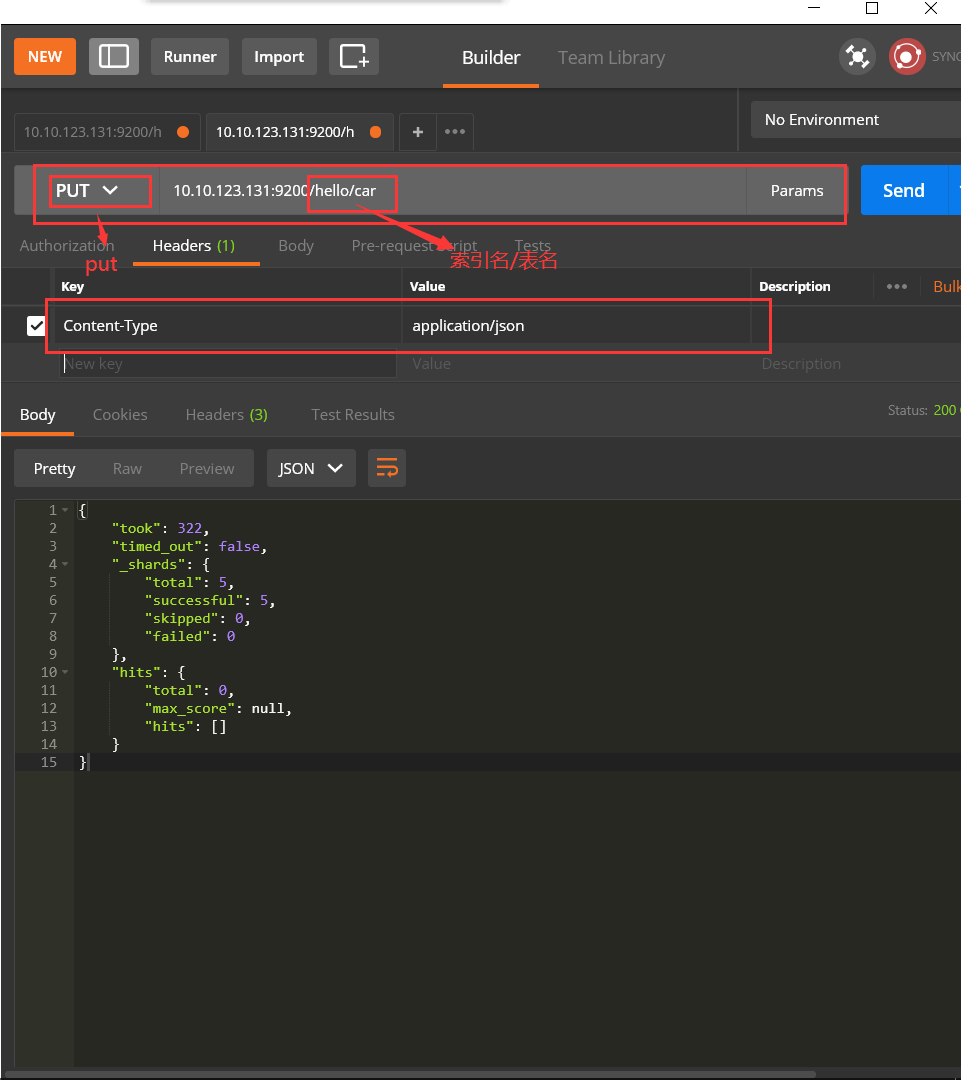 NEW Runner Import Builder Team Library SYNC
10.10.123.131:9200/h 10.10.123.131:9200/h + ••• No Environment
PUT 10.10.123.131:9200/hello/car Params Send
Authorization Headers (1) Body Pre-request Script Tests
put 索引名/表名
Key Value Description ••• Bulk
Content-Type application/json
New key Value Description
Body Cookies Headers (3) Test Results Status: 200
Pretty Raw Preview JSON
1 {
2 "took": 322,
3 "timed_out": false,
4 "_shards": {
5 "total": 5,
6 "successful": 5,
7 "skipped": 0,
8 "failed": 0
9 },
10 "hits": {
11 "total": 0,
12 "max_score": null,
13 "hits": []
14 }
15 }